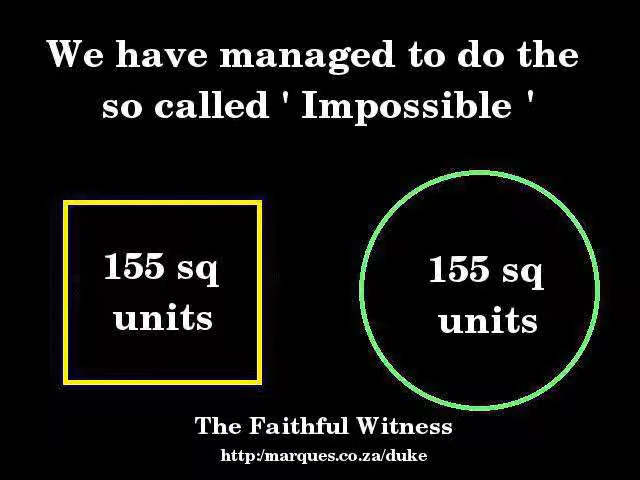 We have managed to do the
so called ' Impossible '
155 sq
units
155 sq
units
The Faithful Witness
http:/marques.co.za/duke